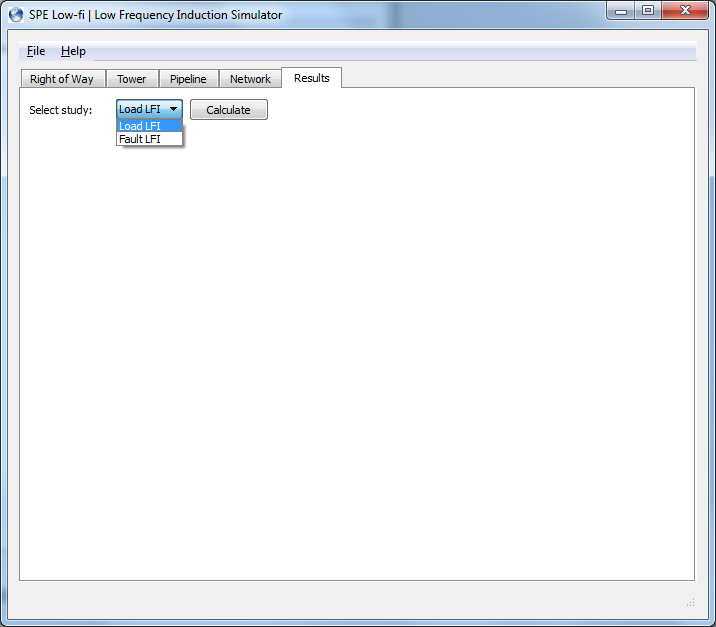 SPE Low-fi | Low Frequency Induction Simulator
File Help
Right of Way Tower Pipeline Network Results
Select study: Load LFI Calculate
Load LFI
Fault LFI